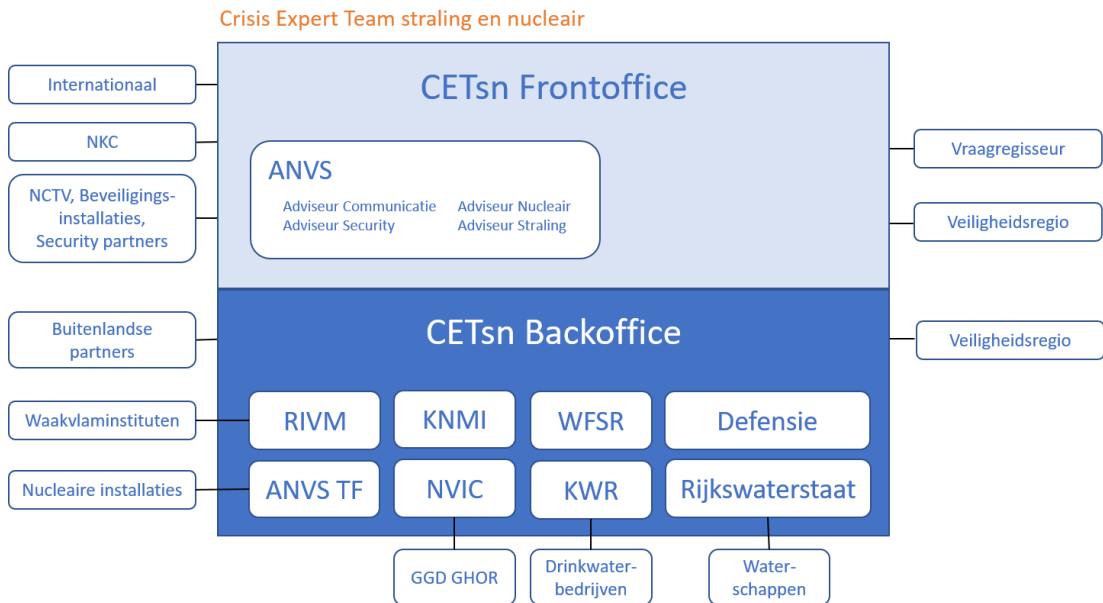 Crisis Expert Team straling en nucleair
CETsn Frontoffice
Internationaal
NKC
NCTV, Beveiligings-
installaties,
Security partners
ANVS
Adviseur Communicatie
Adviseur Nucleair
Adviseur Security
Adviseur Straling
Vraagregisseur
Veiligheidsregio
CETsn Backoffice
Buitenlandse
partners
Veiligheidsregio
Waakvlaminstituten
RIVM
KNMI
WFSR
Defensie
Nucleaire installaties
ANVS TF
NVIC
KWR
Rijkswaterstaat
GGD GHOR
Drinkwater-
bedrijven
Water-
schappen